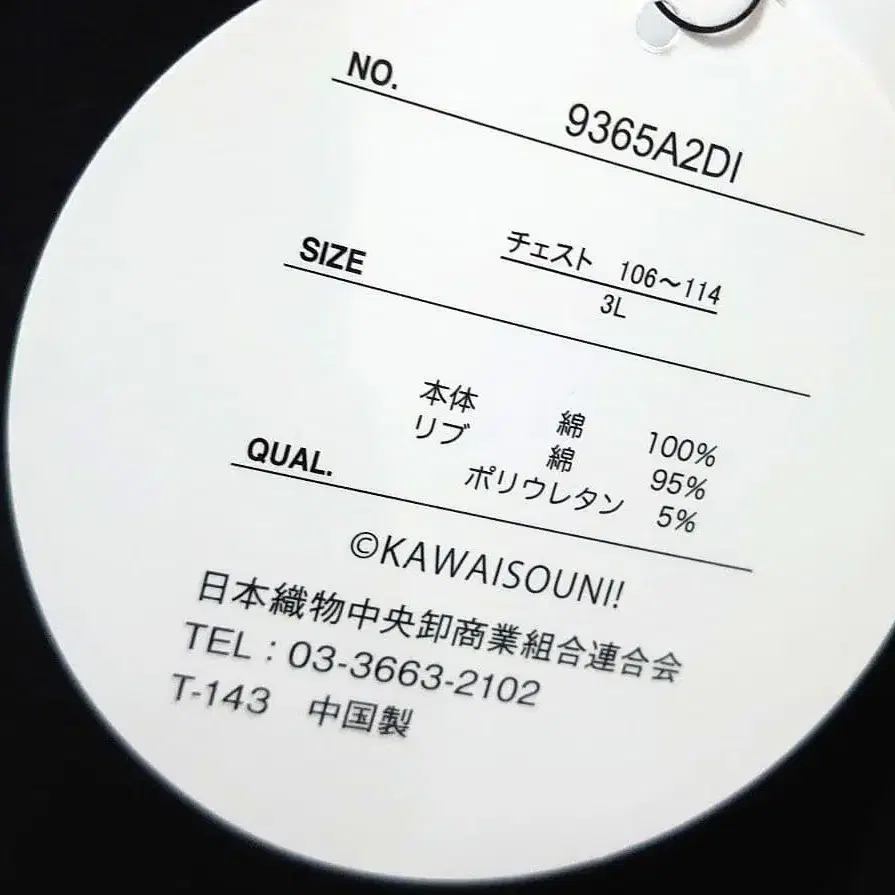 NO.
9365A2DI
SIZE
チェスト 106～114
3L
QUAL.
本体 綿 100%
リブ 綿 95%
ポリウレタン 5%
©KAWAISOUNI!
日本織物中央卸商業組合連合会
TEL：03-3663-2102
T-143 中国製